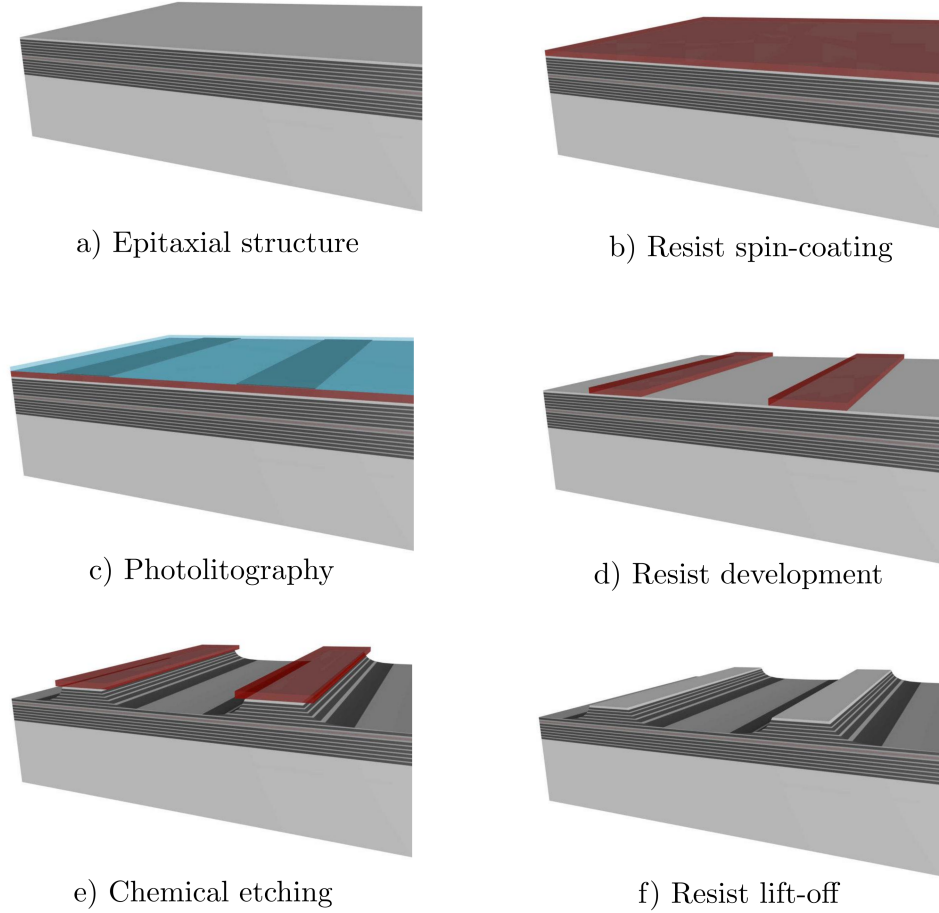 a) Epitaxial structure
b) Resist spin-coating
c) Photolitography
d) Resist development
e) Chemical etching
f) Resist lift-off